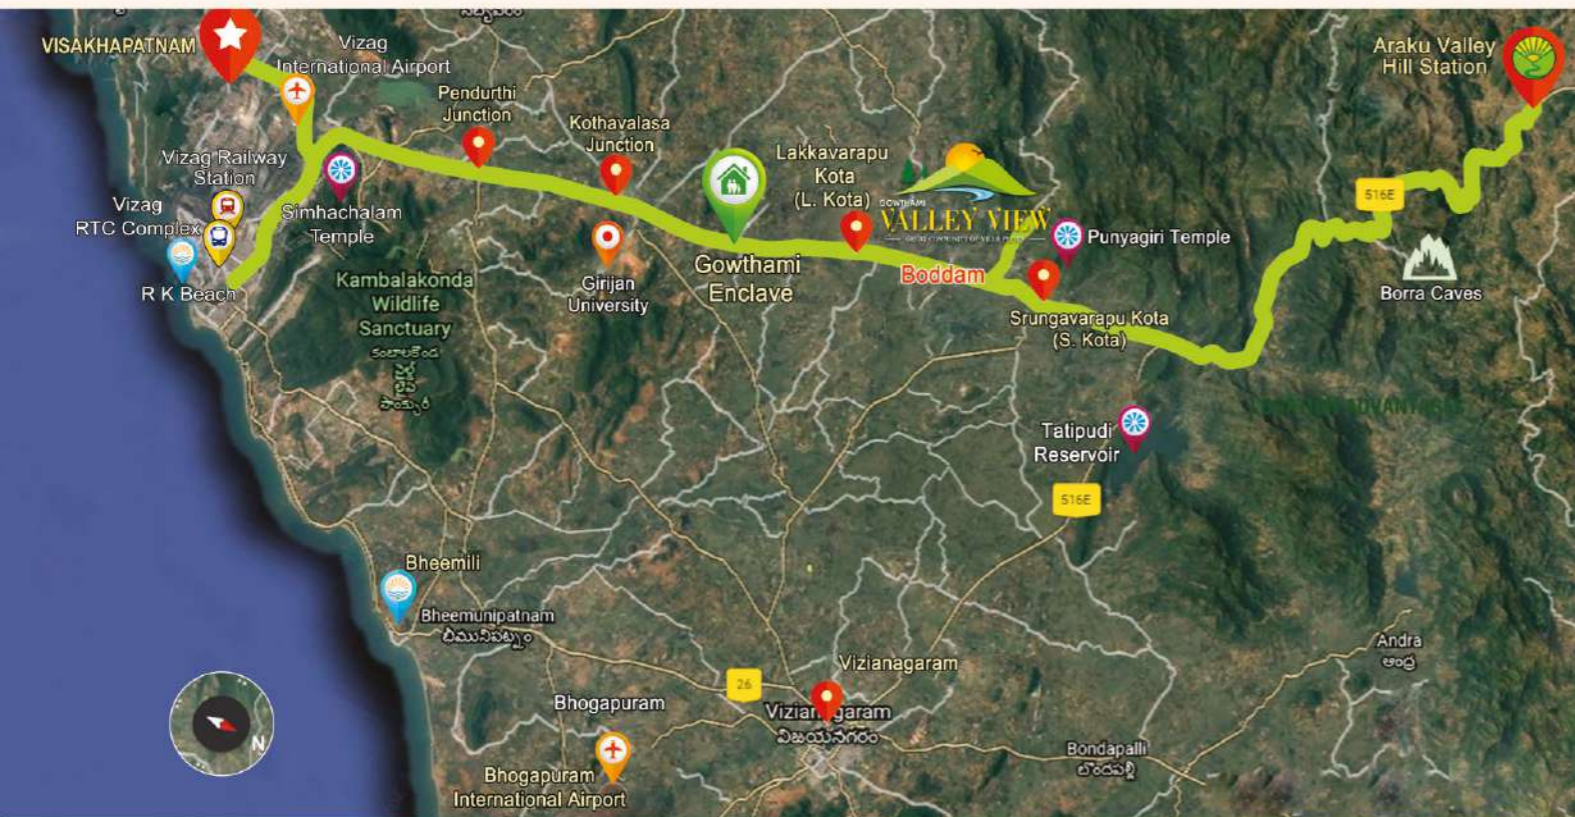 VISAKHAPATNAM
Vizag
International Airport
Araku Valley
Hill Station
Pendurthi
Junction
Kothavalasa
Junction
Lakkavarapu
Kota
(L. Kota)
GOWTHAMI
VALLEY VIEW
Vizag Railway
Station
Vizag
RTC Complex
Simhachalam
Temple
516E
Punyagiri Temple
R K Beach
Kambalakonda
Wildlife
Sanctuary
Girijan
University
Gowthami
Enclave
Boddam
Borra Caves
Srungavarapu Kota
(S. Kota)
కంబాలకొండ
Tatipudi
Reservoir
516E
Bheemili
Bheemunipatnam
భీమునిపట్నం
Vizianagaram
26
Bhogapuram
విజయనగరం
Andra
ఆంధ్ర
Bondapalli
బొండపల్లి
Bhogapuram
International Airport
N